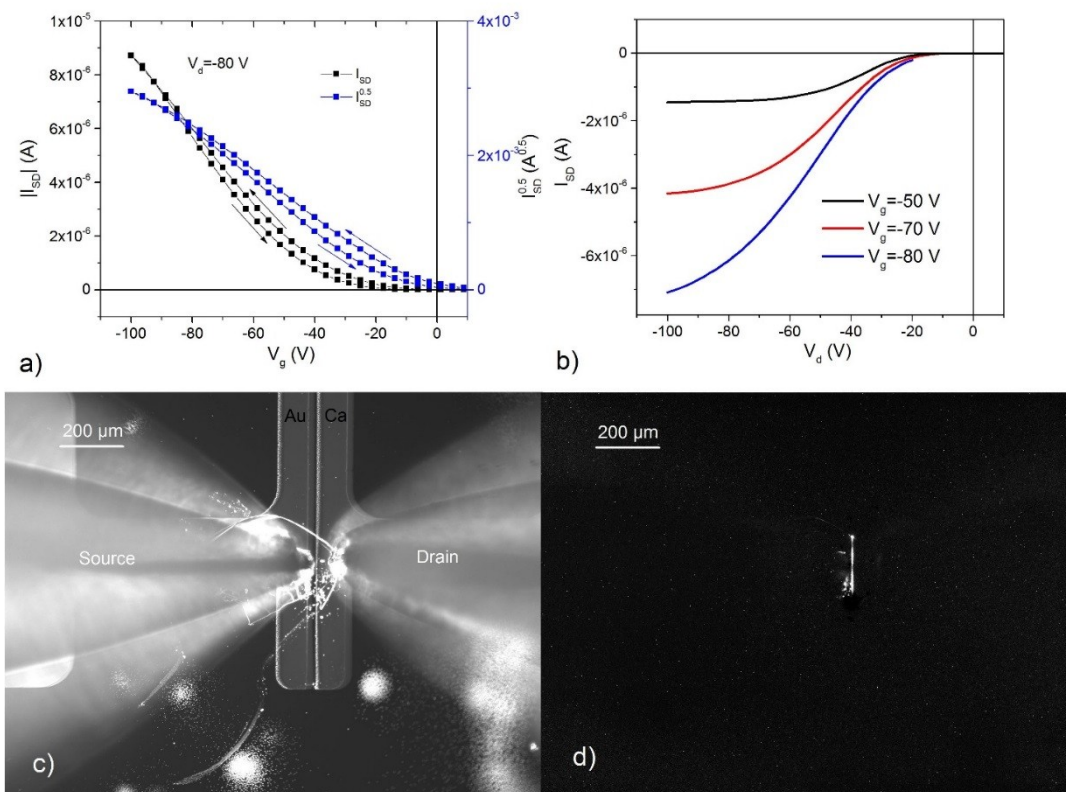 1x10⁻⁵
8x10⁻⁶
6x10⁻⁶
4x10⁻⁶
2x10⁻⁶
0
|I_SD| (A)
V_d=-80 V
I_SD
I_SD^0.5
4x10⁻³
2x10⁻³
0
I_SD^0.5 (A^0.5)
-100 -80 -60 -40 -20 0
V_g (V)
a)
0
-2x10⁻⁶
-4x10⁻⁶
-6x10⁻⁶
I_SD (A)
V_g=-50 V
V_g=-70 V
V_g=-80 V
-100 -80 -60 -40 -20 0
V_d (V)
b)
Au Ca
200 µm
Source Drain
c)
200 µm
d)